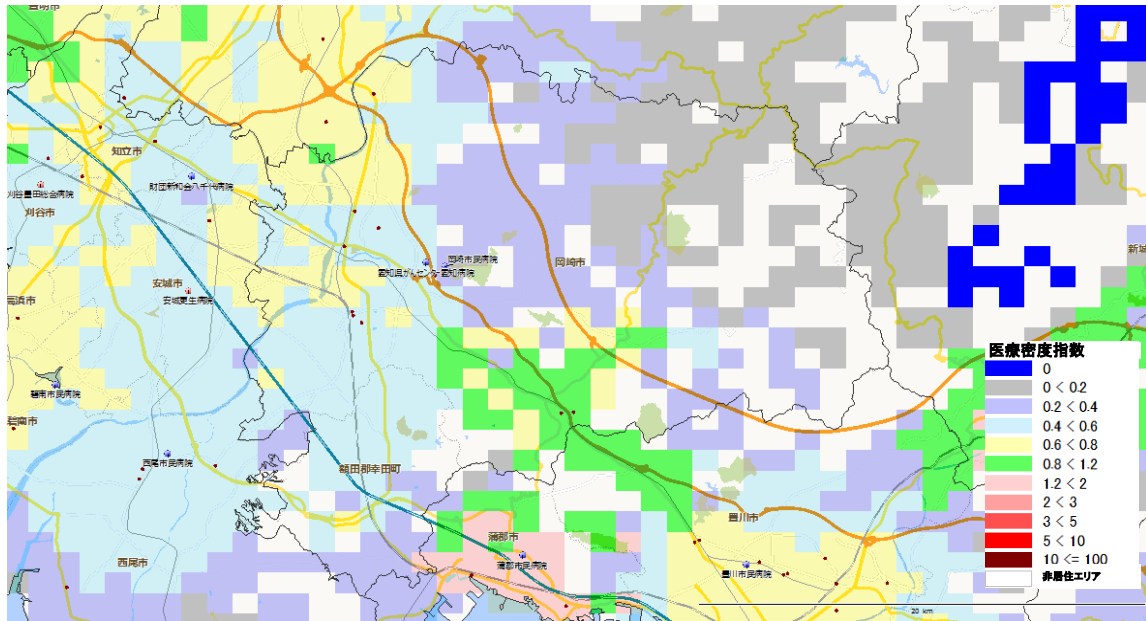 豊明市
知立市
財団新和会八千代病院
刈谷豊田総合病院
刈谷市
岡崎市民病院
愛知県がんセンター愛知病院
岡崎市
新城
安城市
安城更生病院
高浜市
碧南市民病院
碧南市
西尾市民病院
額田郡幸田町
西尾市
蒲郡市
蒲郡市民病院
豊川市
豊川市民病院
医療密度指数
0
0 < 0.2
0.2 < 0.4
0.4 < 0.6
0.6 < 0.8
0.8 < 1.2
1.2 < 2
2 < 3
3 < 5
5 < 10
10 <= 100
非居住エリア
20 km